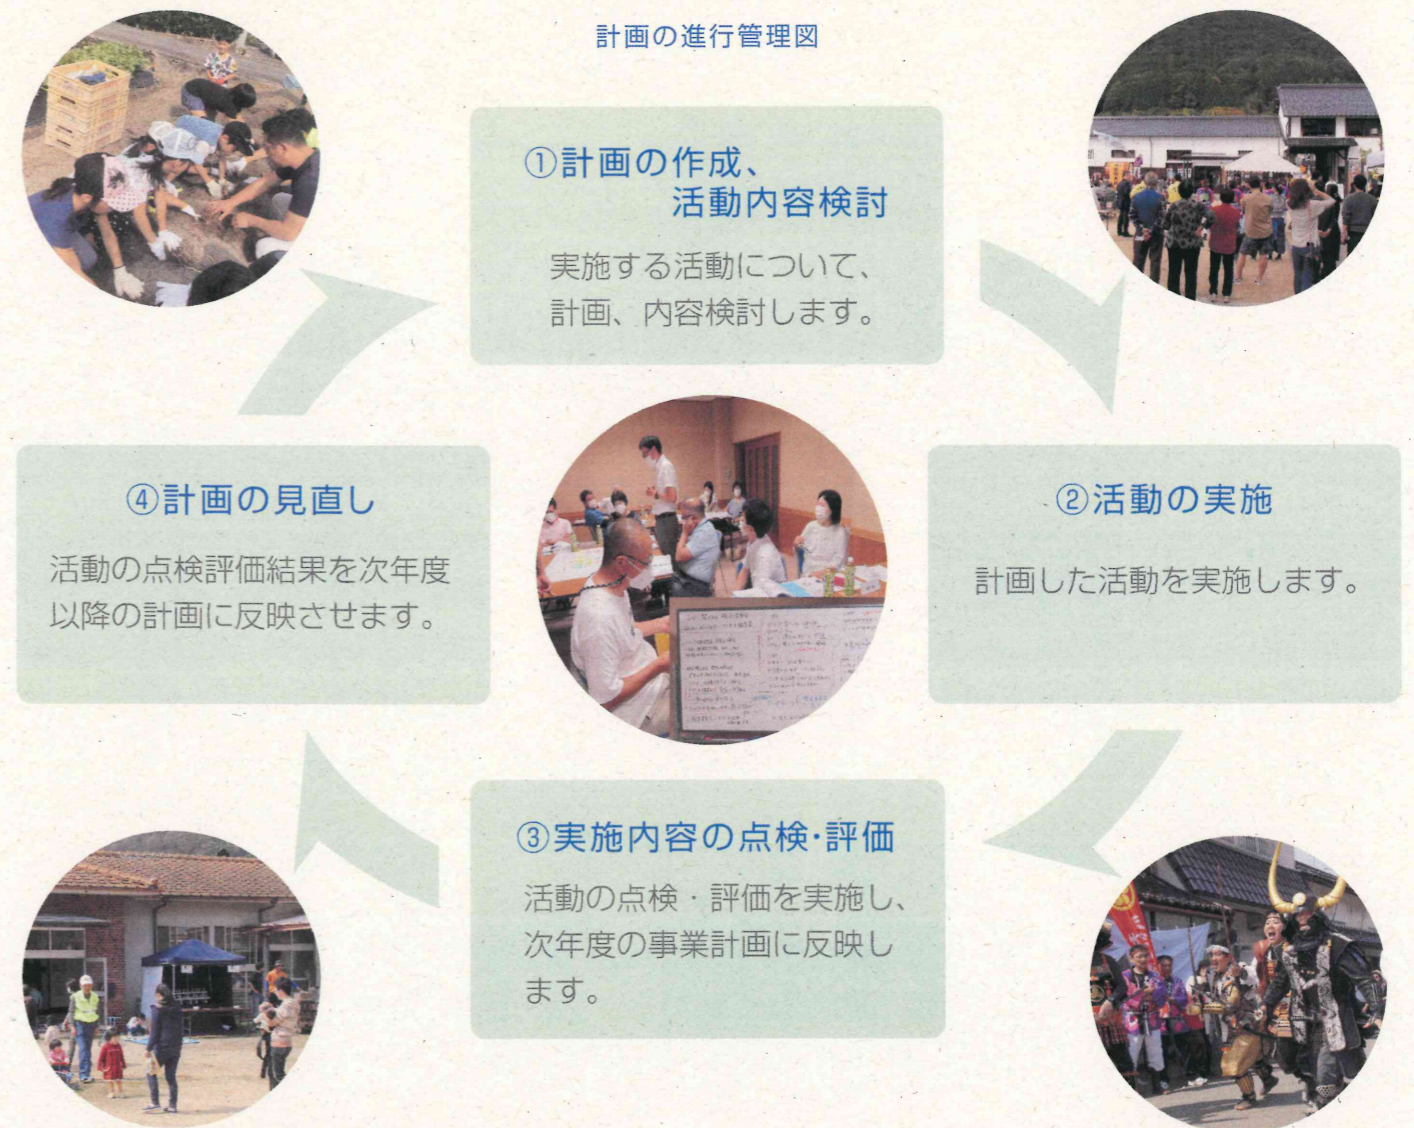 計画の進行管理図
①計画の作成、
活動内容検討
実施する活動について、
計画、内容検討します。
②活動の実施
計画した活動を実施します。
③実施内容の点検・評価
活動の点検・評価を実施し、
次年度の事業計画に反映し
ます。
④計画の見直し
活動の点検評価結果を次年度
以降の計画に反映させます。